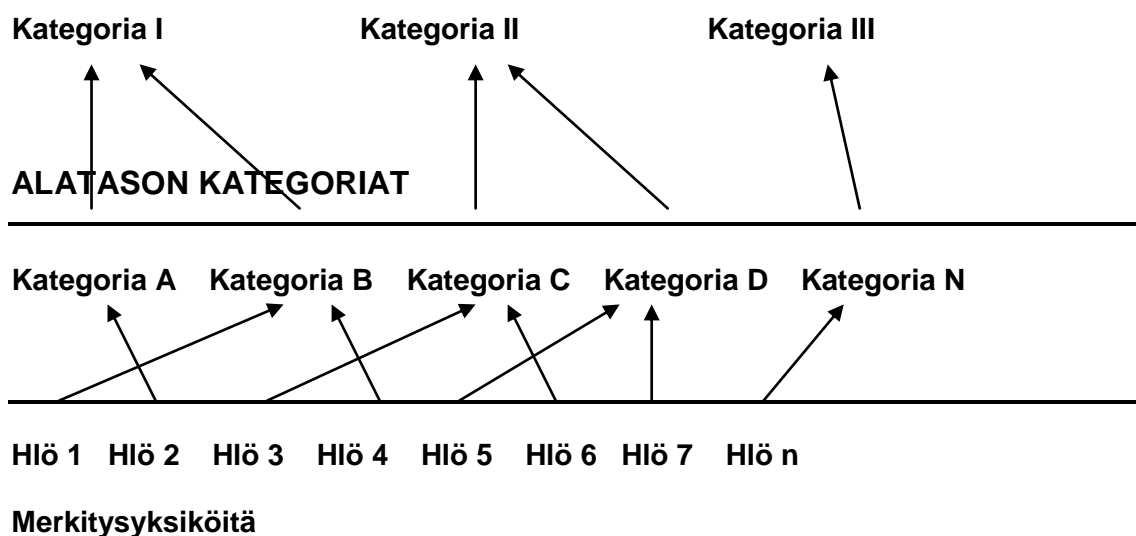 Kategoria I Kategoria II Kategoria III
ALATASON KATEGORIAT
Kategoria A Kategoria B Kategoria C Kategoria D Kategoria N
Hlö 1 Hlö 2 Hlö 3 Hlö 4 Hlö 5 Hlö 6 Hlö 7 Hlö n
Merkitysyksiköitä